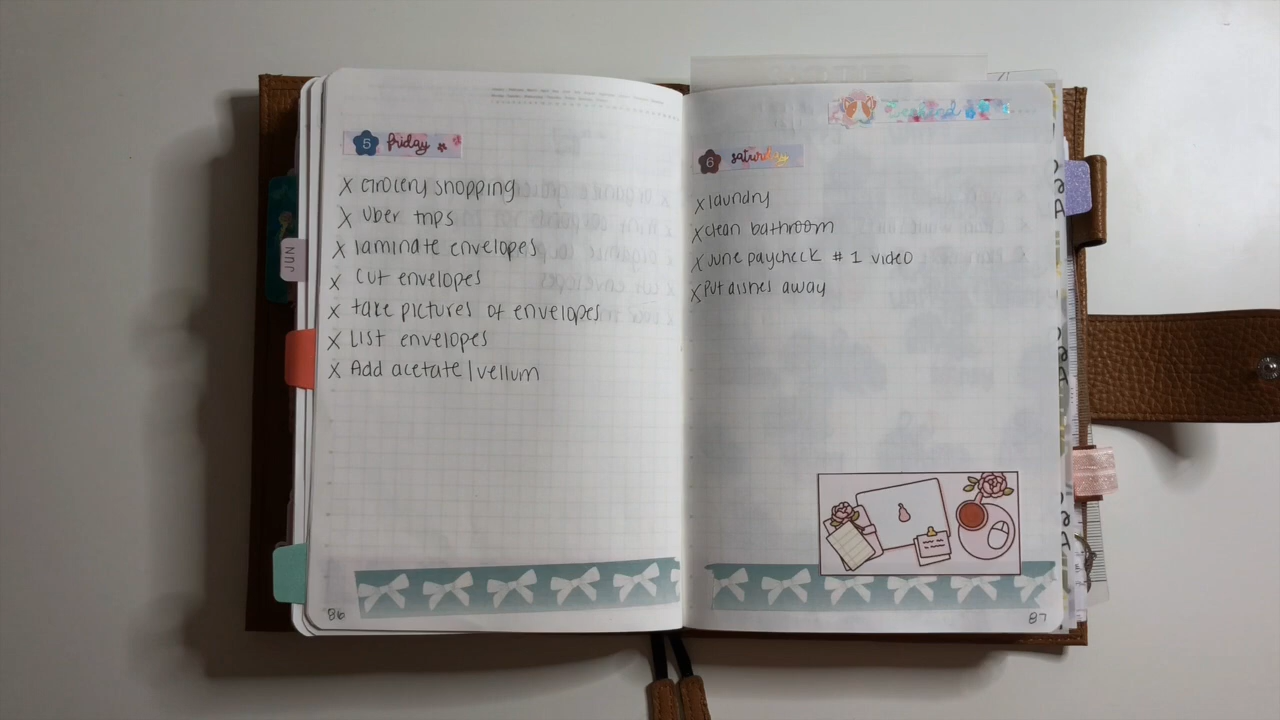 5 friday
X Grocery shopping
X Uber trips
X laminate envelopes
X Cut envelopes
X take pictures of envelopes
X List envelopes
X Add acetate/vellum
86
6 saturday
X laundry
X clean bathroom
X June paycheck # 1 video
X Put dishes away
87
JUN